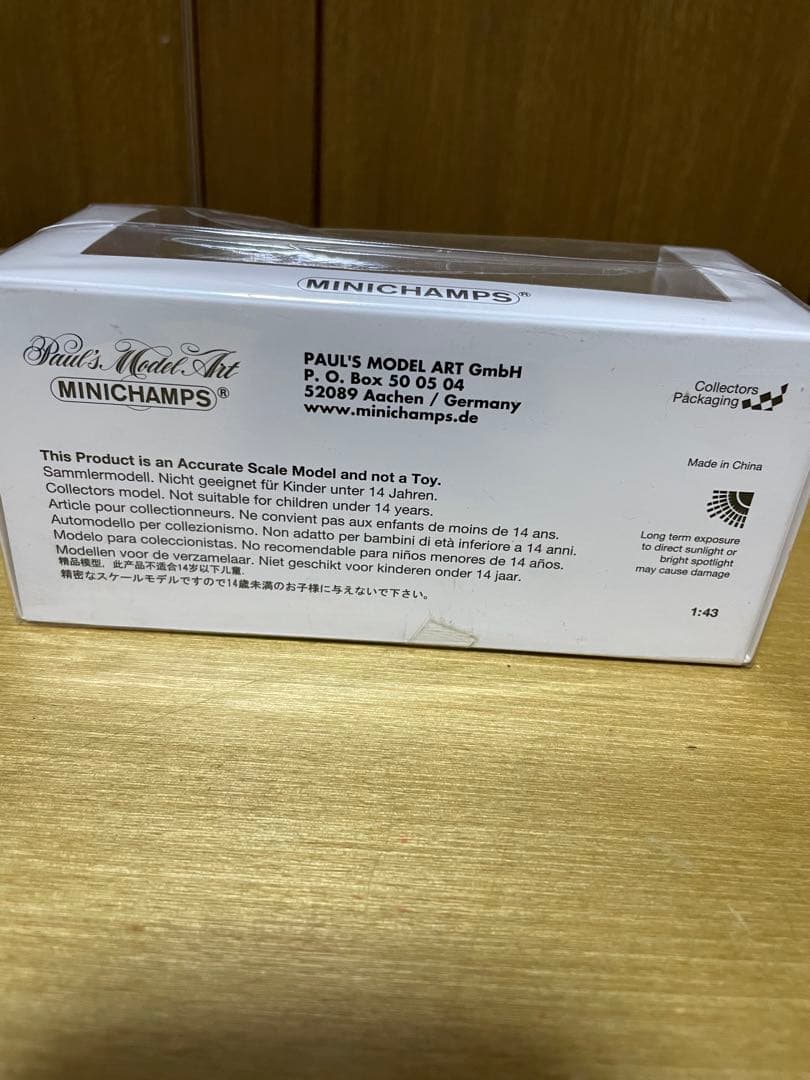 MINICHAMPS®
Paul's Model Art
MINICHAMPS®
PAUL'S MODEL ART GmbH
P. O. Box 50 05 04
52089 Aachen / Germany
www.minichamps.de
Collectors
Packaging
Made in China
This Product is an Accurate Scale Model and not a Toy.
Sammlermodell. Nicht geeignet für Kinder unter 14 Jahren.
Collectors model. Not suitable for children under 14 years.
Article pour collectionneurs. Ne convient pas aux enfants de moins de 14 ans.
Automodello per collezionismo. Non adatto per bambini di età inferiore a 14 anni.
Modelo para coleccionistas. No recomendable para niños menores de 14 años.
Modellen voor de verzamelaar. Niet geschikt voor kinderen onder 14 jaar.
精品模型，此产品不适合14岁以下儿童.
精密なスケールモデルですので14歳未満のお子様に与えないで下さい。
Long term exposure
to direct sunlight or
bright spotlight
may cause damage
1:43